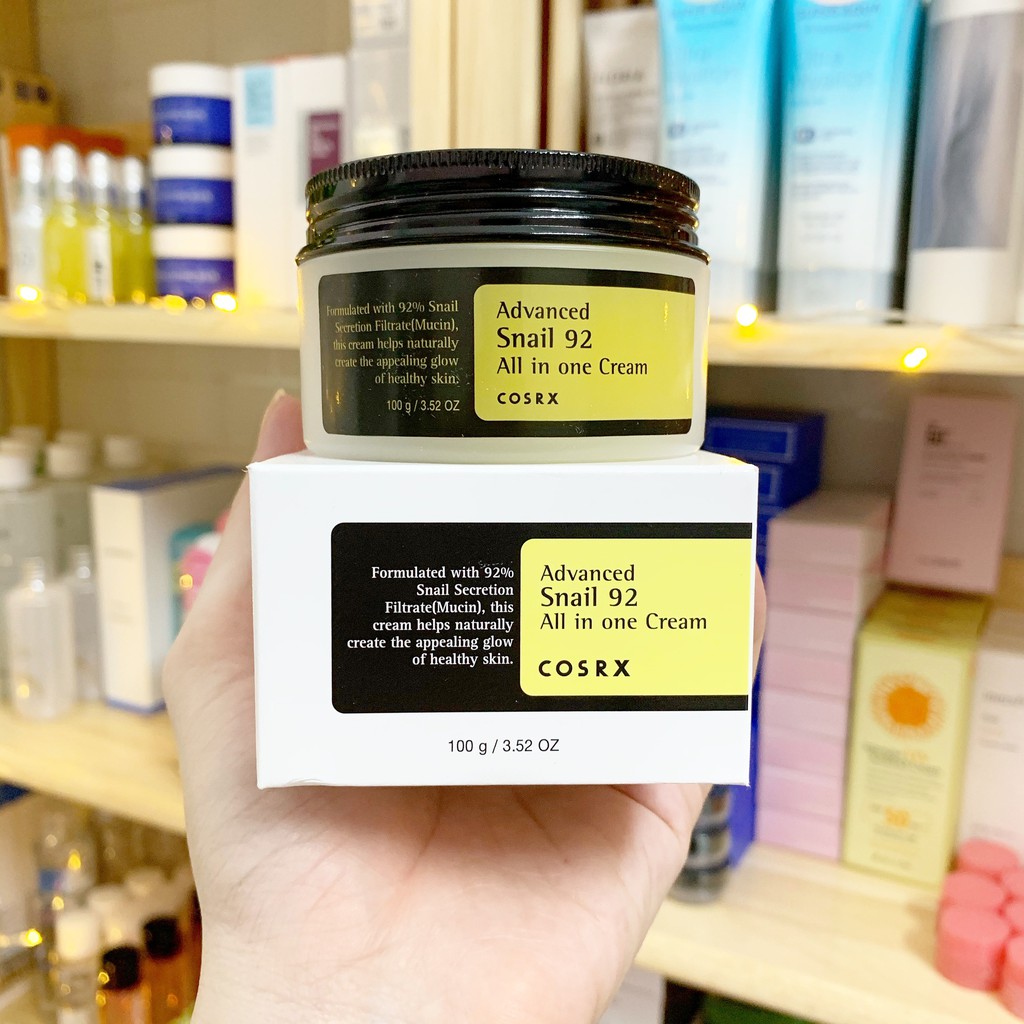 Formulated with 92% Snail
Secretion Filtrate(Mucin),
this cream helps naturally
create the appealing glow
of healthy skin.
100 g / 3.52 OZ
Advanced
Snail 92
All in one Cream
COSRX
Formulated with 92%
Snail Secretion
Filtrate(Mucin), this
cream helps naturally
create the appealing glow
of healthy skin.
Advanced
Snail 92
All in one Cream
COSRX
100 g / 3.52 OZ